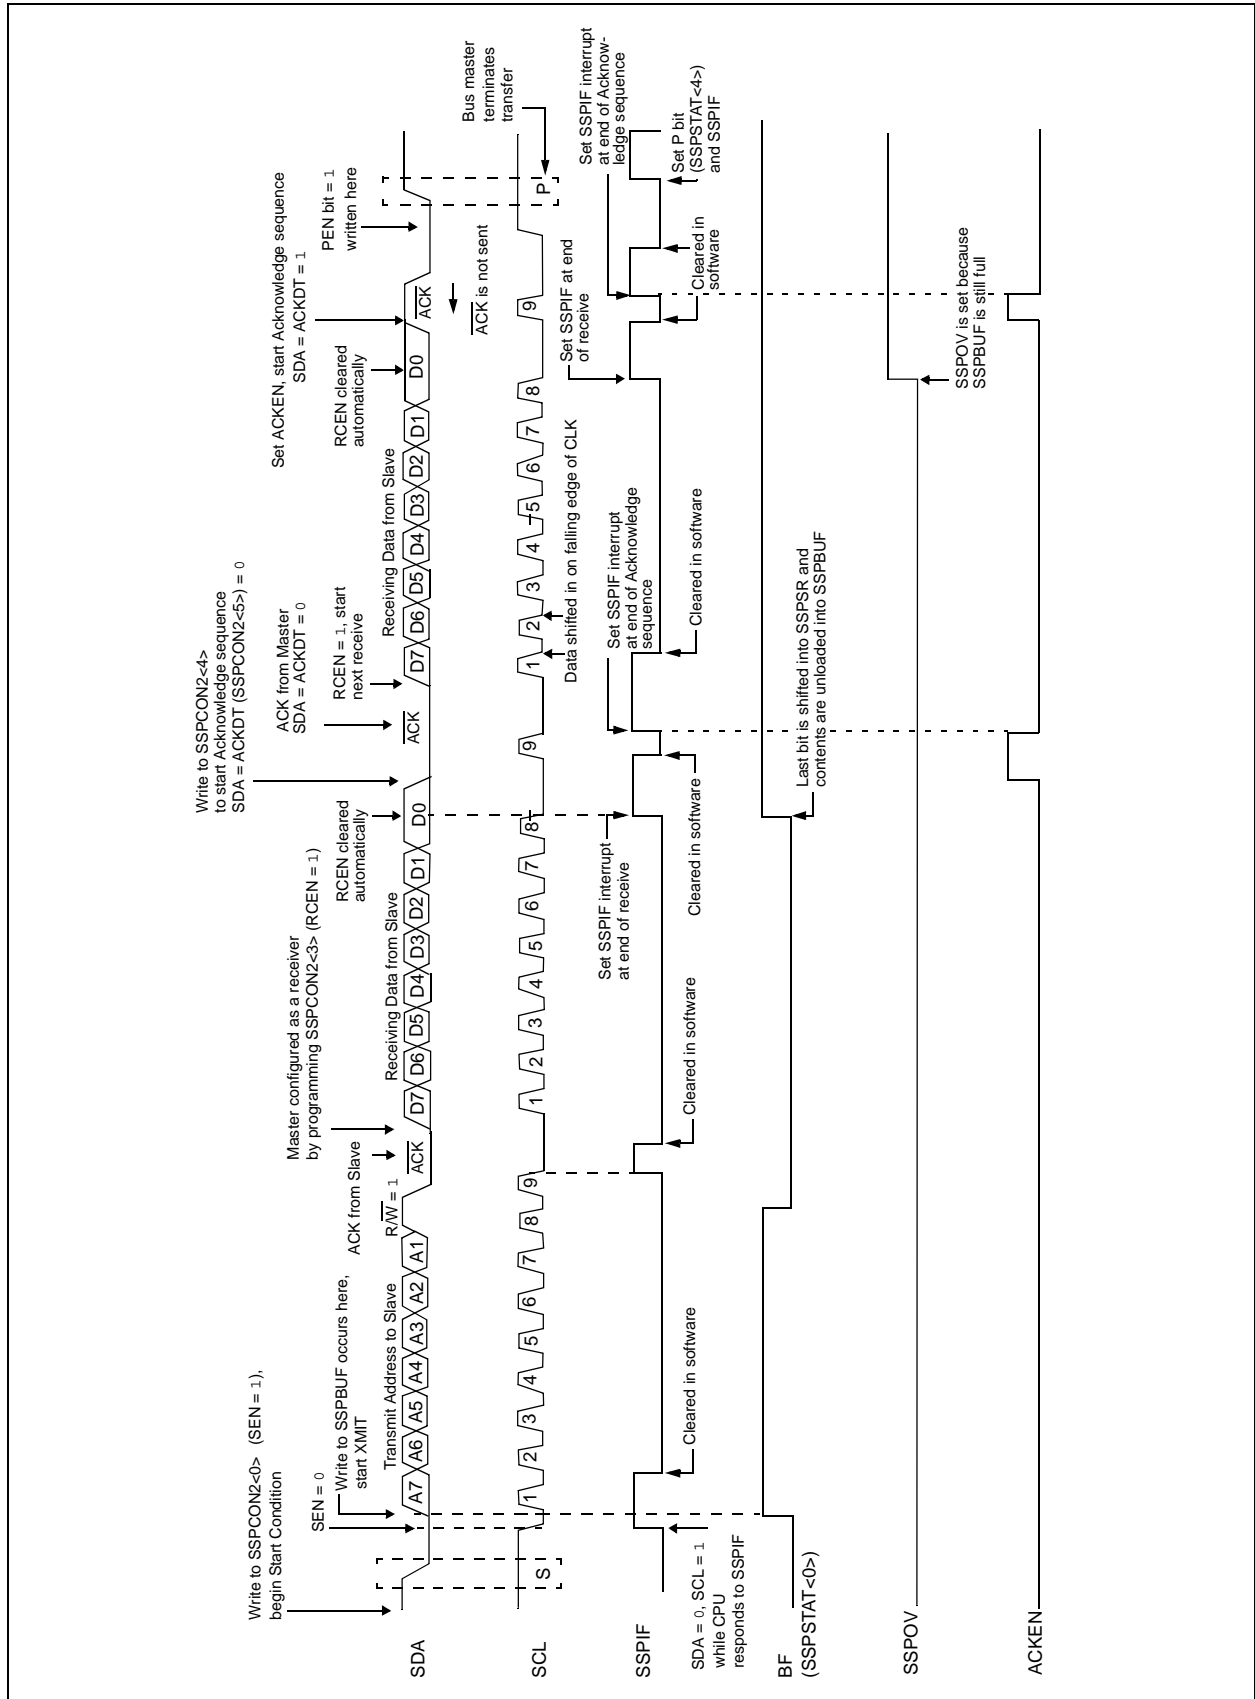 Write to SSPCON2<0> (SEN = 1),
begin Start Condition
SEN = 0
Write to SSPBUF occurs here,
start XMIT
Transmit Address to Slave
ACK from Slave
R/W = 1
Master configured as a receiver
by programming SSPCON2<3> (RCEN = 1)
Receiving Data from Slave
RCEN cleared
automatically
Write to SSPCON2<4>
to start Acknowledge sequence
SDA = ACKDT (SSPCON2<5>) = 0
ACK from Master
SDA = ACKDT = 0
RCEN = 1, start
next receive
Receiving Data from Slave
RCEN cleared
automatically
Set ACKEN, start Acknowledge sequence
SDA = ACKDT = 1
PEN bit = 1
written here
SDA
A7 A6 A5 A4 A3 A2 A1
ACK
D7 D6 D5 D4 D3 D2 D1 D0
ACK
D7 D6 D5 D4 D3 D2 D1 D0
ACK
ACK is not sent
Bus master
terminates
transfer
SCL
S
1 2 3 4 5 6 7 8 9
1 2 3 4 5 6 7 8 9
1 2 3 4 5 6 7 8 9
P
Data shifted in on falling edge of CLK
Set SSPIF interrupt
at end of receive
Set SSPIF interrupt
at end of Acknowledge
sequence
Set SSPIF at end
of receive
Set SSPIF interrupt
at end of Acknow-
ledge sequence
SSPIF
SDA = 0, SCL = 1
while CPU
responds to SSPIF
Cleared in software
Cleared in software
Cleared in software
Cleared in software
Cleared in
software
Set P bit
(SSPSTAT<4>)
and SSPIF
BF
(SSPSTAT<0>)
Last bit is shifted into SSPSR and
contents are unloaded into SSPBUF
SSPOV
SSPOV is set because
SSPBUF is still full
ACKEN